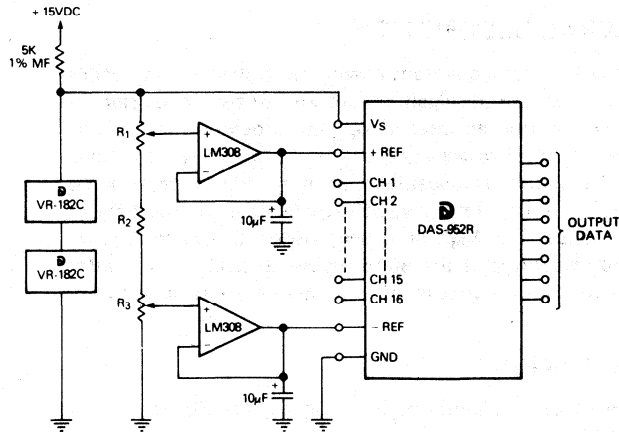 + 15VDC
5K
1% MF
R1
+
LM308
−
10µF
+
VR-182C
VR-182C
R2
R3
+
LM308
−
10µF
+
VS
+ REF
CH 1
CH 2
DAS-952R
CH 15
CH 16
− REF
GND
OUTPUT
DATA